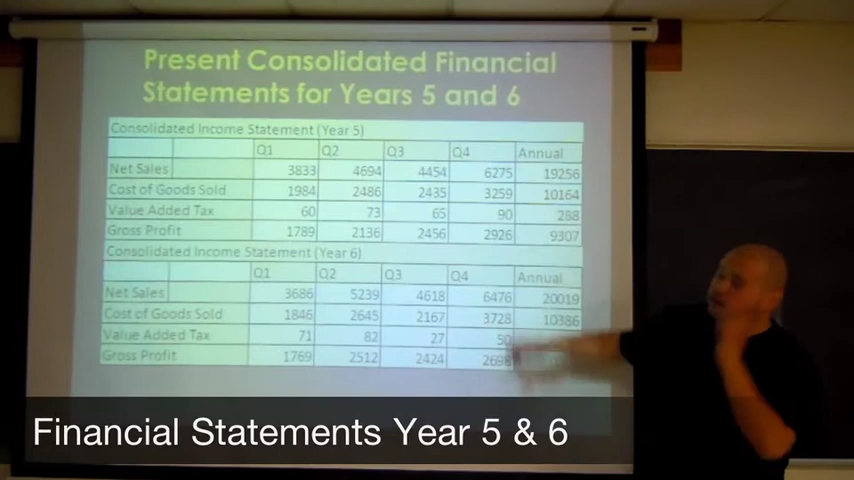 Present Consolidated Financial
Statements for Years 5 and 6
Consolidated Income Statement (Year 5)
Q1 Q2 Q3 Q4 Annual
Net Sales 3833 4694 4454 6275 19256
Cost of Goods Sold 1984 2486 2435 3259 10164
Value Added Tax 60 73 65 90 288
Gross Profit 1789 2136 2456 2926 9307
Consolidated Income Statement (Year 6)
Q1 Q2 Q3 Q4 Annual
Net Sales 3686 5239 4618 6476 20019
Cost of Goods Sold 1846 2645 2167 3728 10386
Value Added Tax 71 82 27 50
Gross Profit 1769 2512 2424 2698
Financial Statements Year 5 & 6